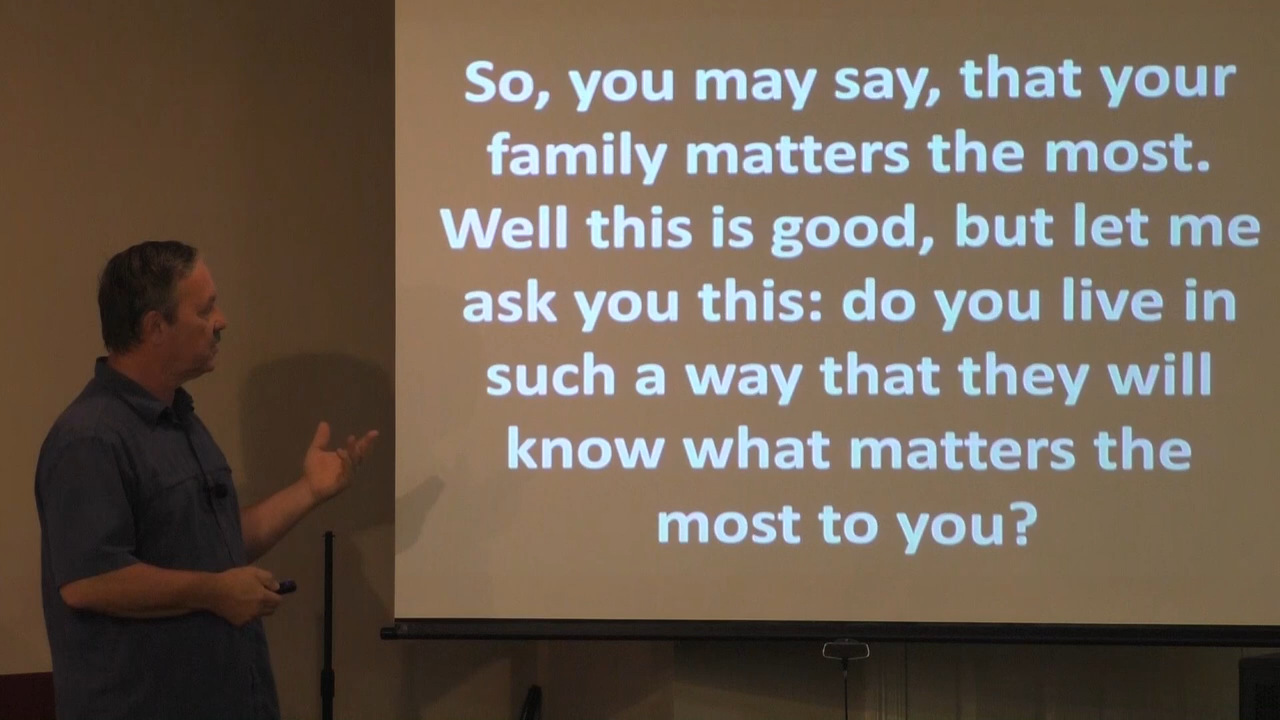 So, you may say, that your
family matters the most.
Well this is good, but let me
ask you this: do you live in
such a way that they will
know what matters the
most to you?